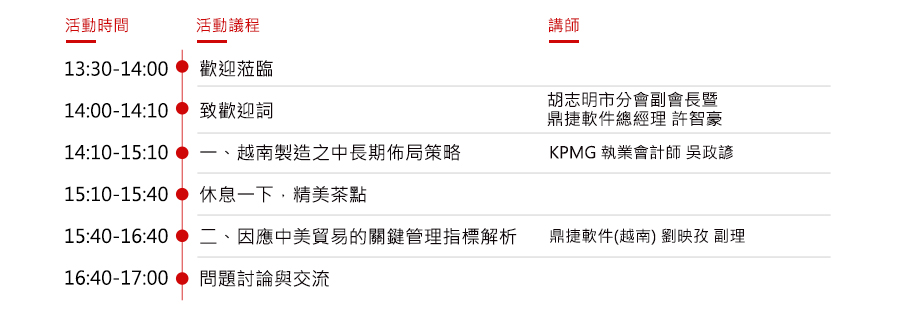 活動時間 活動議程 講師
13:30-14:00 歡迎蒞臨
14:00-14:10 致歡迎詞 胡志明市分會副會長暨
鼎捷軟件總經理 許智豪
14:10-15:10 一、越南製造之中長期佈局策略 KPMG 執業會計師 吳政諺
15:10-15:40 休息一下，精美茶點
15:40-16:40 二、因應中美貿易的關鍵管理指標解析 鼎捷軟件(越南) 劉映孜 副理
16:40-17:00 問題討論與交流